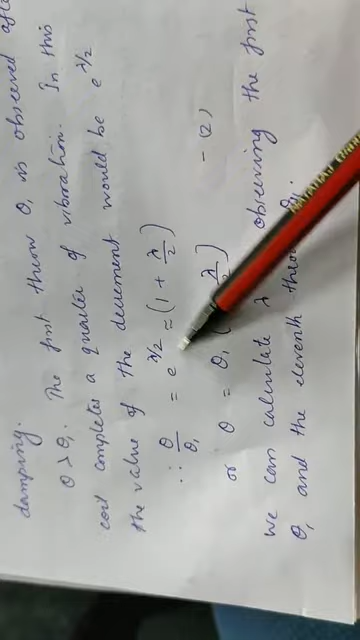 damping.
θ > θ₁. The first throw θ₁ is observed after
coil completes a quarter of vibration. In this
the value of the decrement would be e^λ/2
∴ θ/θ₁ = e^λ/2 ≈ (1 + λ/2)
or θ = θ₁ ( λ/2) - (2)
we can calculate λ observing the first
θ₁ and the eleventh throw